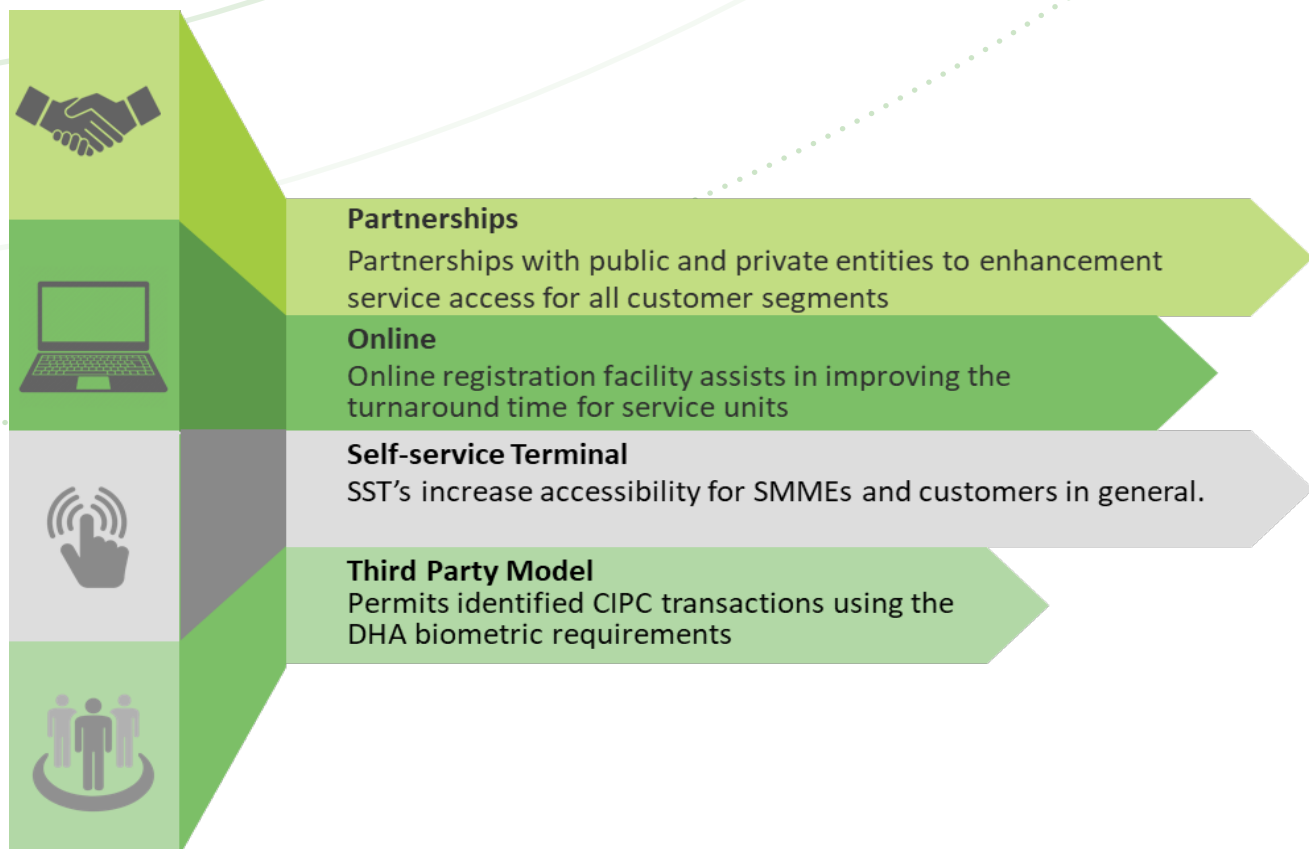 Partnerships
Partnerships with public and private entities to enhancement
service access for all customer segments
Online
Online registration facility assists in improving the
turnaround time for service units
Self-service Terminal
SST’s increase accessibility for SMMEs and customers in general.
Third Party Model
Permits identified CIPC transactions using the
DHA biometric requirements